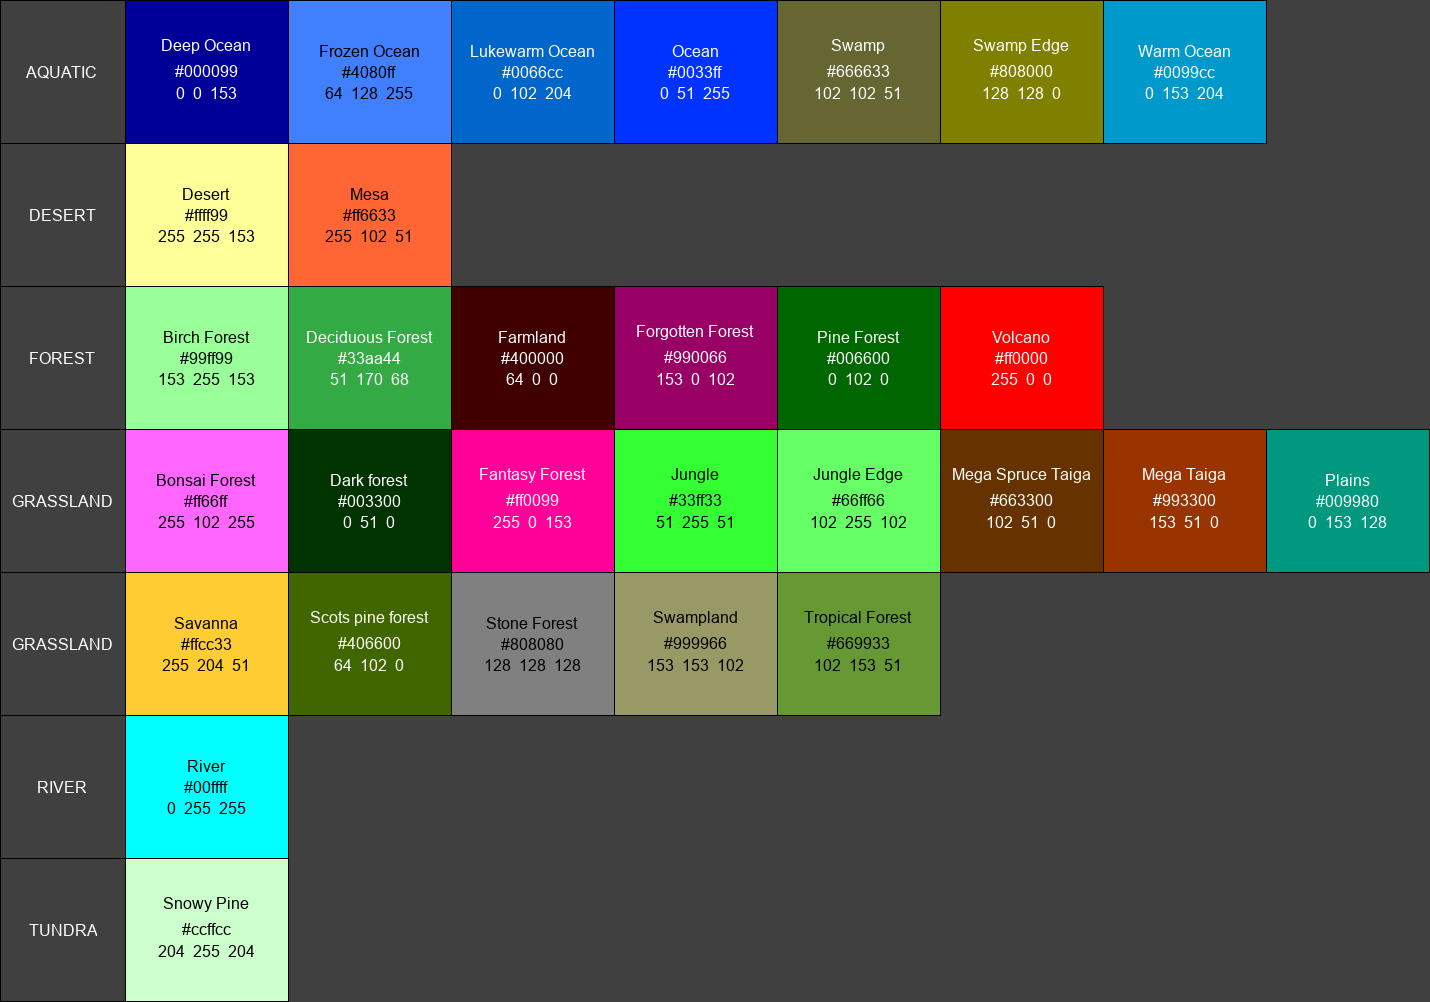 AQUATIC
Deep Ocean
#000099
0 0 153
Frozen Ocean
#4080ff
64 128 255
Lukewarm Ocean
#0066cc
0 102 204
Ocean
#0033ff
0 51 255
Swamp
#666633
102 102 51
Swamp Edge
#808000
128 128 0
Warm Ocean
#0099cc
0 153 204
DESERT
Desert
#ffff99
255 255 153
Mesa
#ff6633
255 102 51
FOREST
Birch Forest
#99ff99
153 255 153
Deciduous Forest
#33aa44
51 170 68
Farmland
#400000
64 0 0
Forgotten Forest
#990066
153 0 102
Pine Forest
#006600
0 102 0
Volcano
#ff0000
255 0 0
GRASSLAND
Bonsai Forest
#ff66ff
255 102 255
Dark forest
#003300
0 51 0
Fantasy Forest
#ff0099
255 0 153
Jungle
#33ff33
51 255 51
Jungle Edge
#66ff66
102 255 102
Mega Spruce Taiga
#663300
102 51 0
Mega Taiga
#993300
153 51 0
Plains
#009980
0 153 128
GRASSLAND
Savanna
#ffcc33
255 204 51
Scots pine forest
#406600
64 102 0
Stone Forest
#808080
128 128 128
Swampland
#999966
153 153 102
Tropical Forest
#669933
102 153 51
RIVER
River
#00ffff
0 255 255
TUNDRA
Snowy Pine
#ccffcc
204 255 204